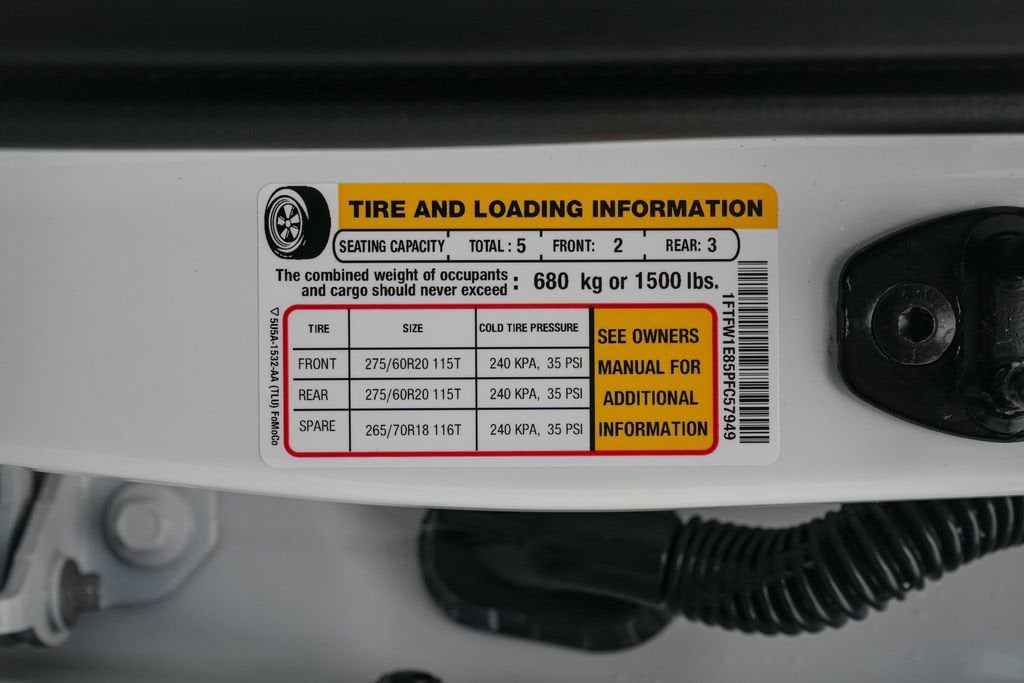 TIRE AND LOADING INFORMATION
SEATING CAPACITY TOTAL : 5 FRONT: 2 REAR: 3
The combined weight of occupants
and cargo should never exceed : 680 kg or 1500 lbs.
TIRE SIZE COLD TIRE PRESSURE
FRONT 275/60R20 115T 240 KPA, 35 PSI
REAR 275/60R20 115T 240 KPA, 35 PSI
SPARE 265/70R18 116T 240 KPA, 35 PSI
SEE OWNERS
MANUAL FOR
ADDITIONAL
INFORMATION
▽ 5U5A-1532-AA (TLU) FoMoCo
1FTFW1E85PFC57949